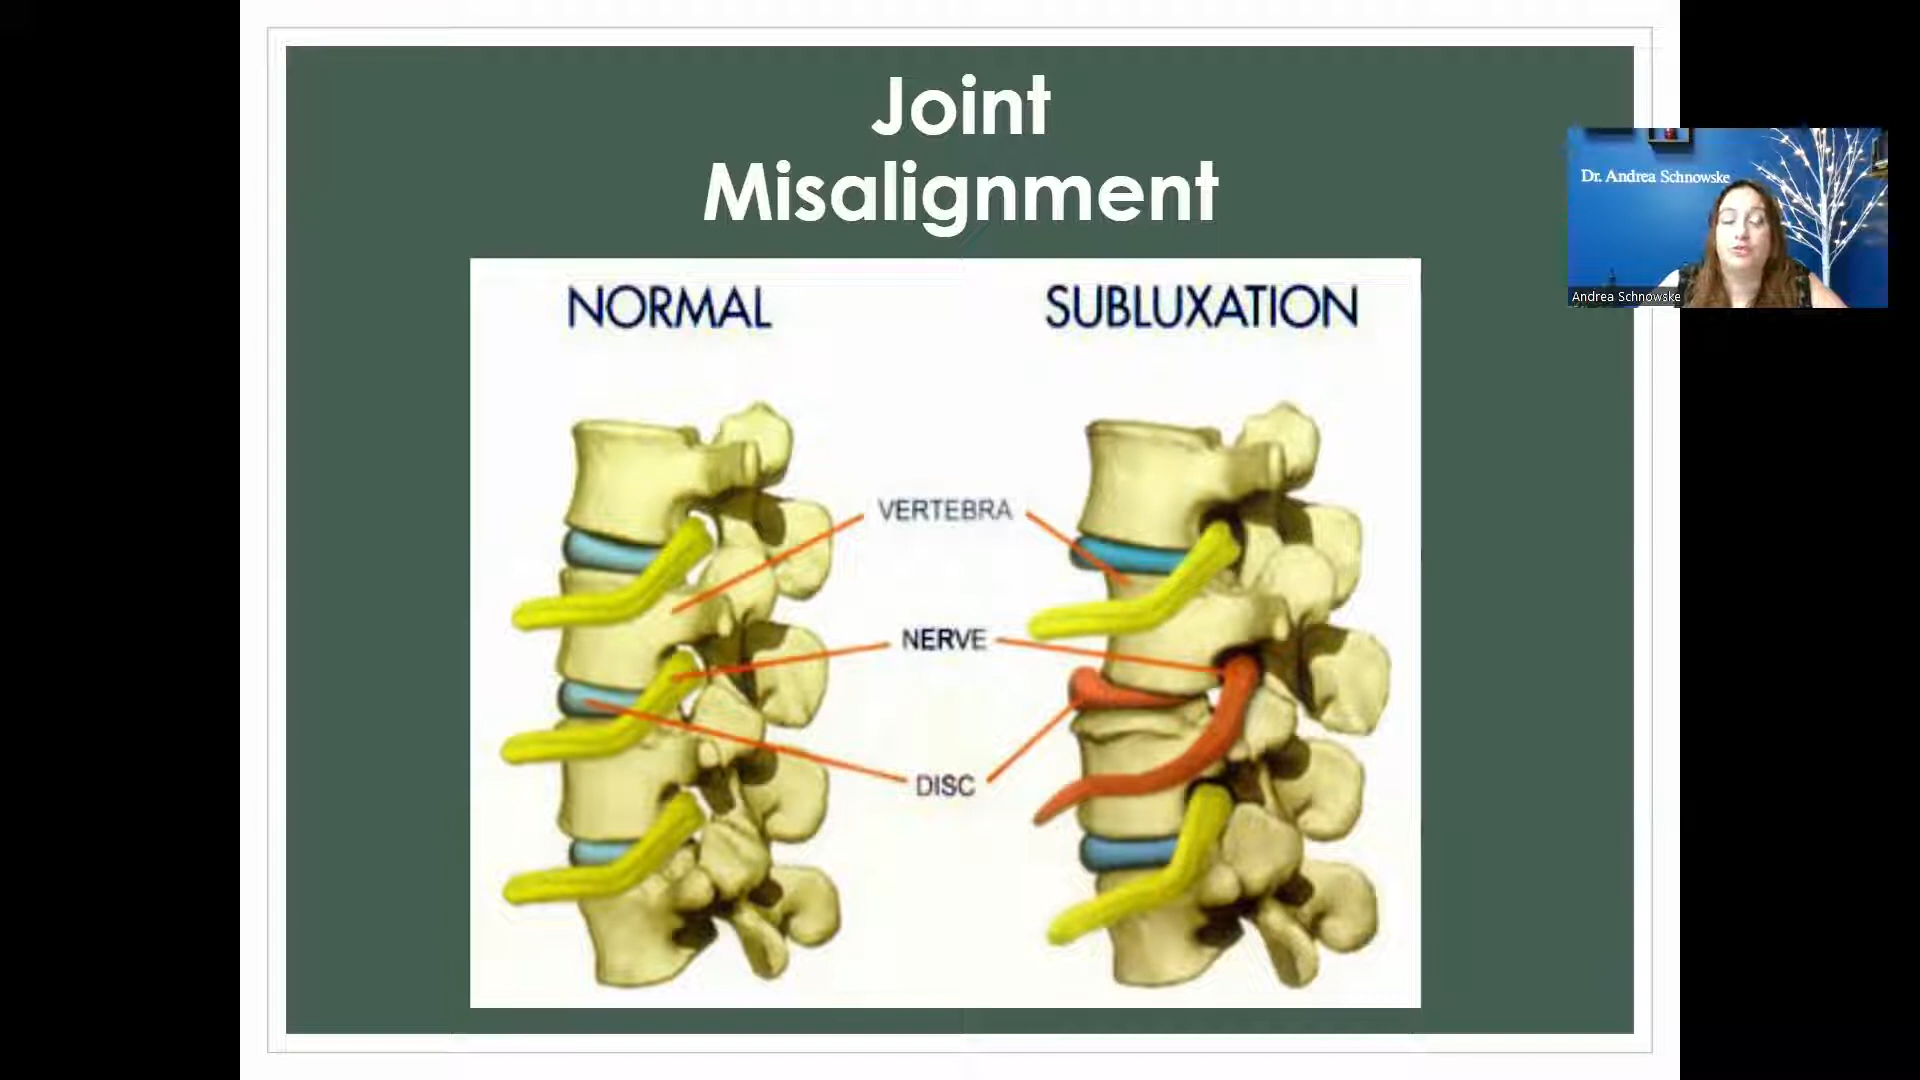 Joint
Misalignment
NORMAL
SUBLUXATION
VERTEBRA
NERVE
DISC
Dr. Andrea Schnowske
Andrea Schnowske